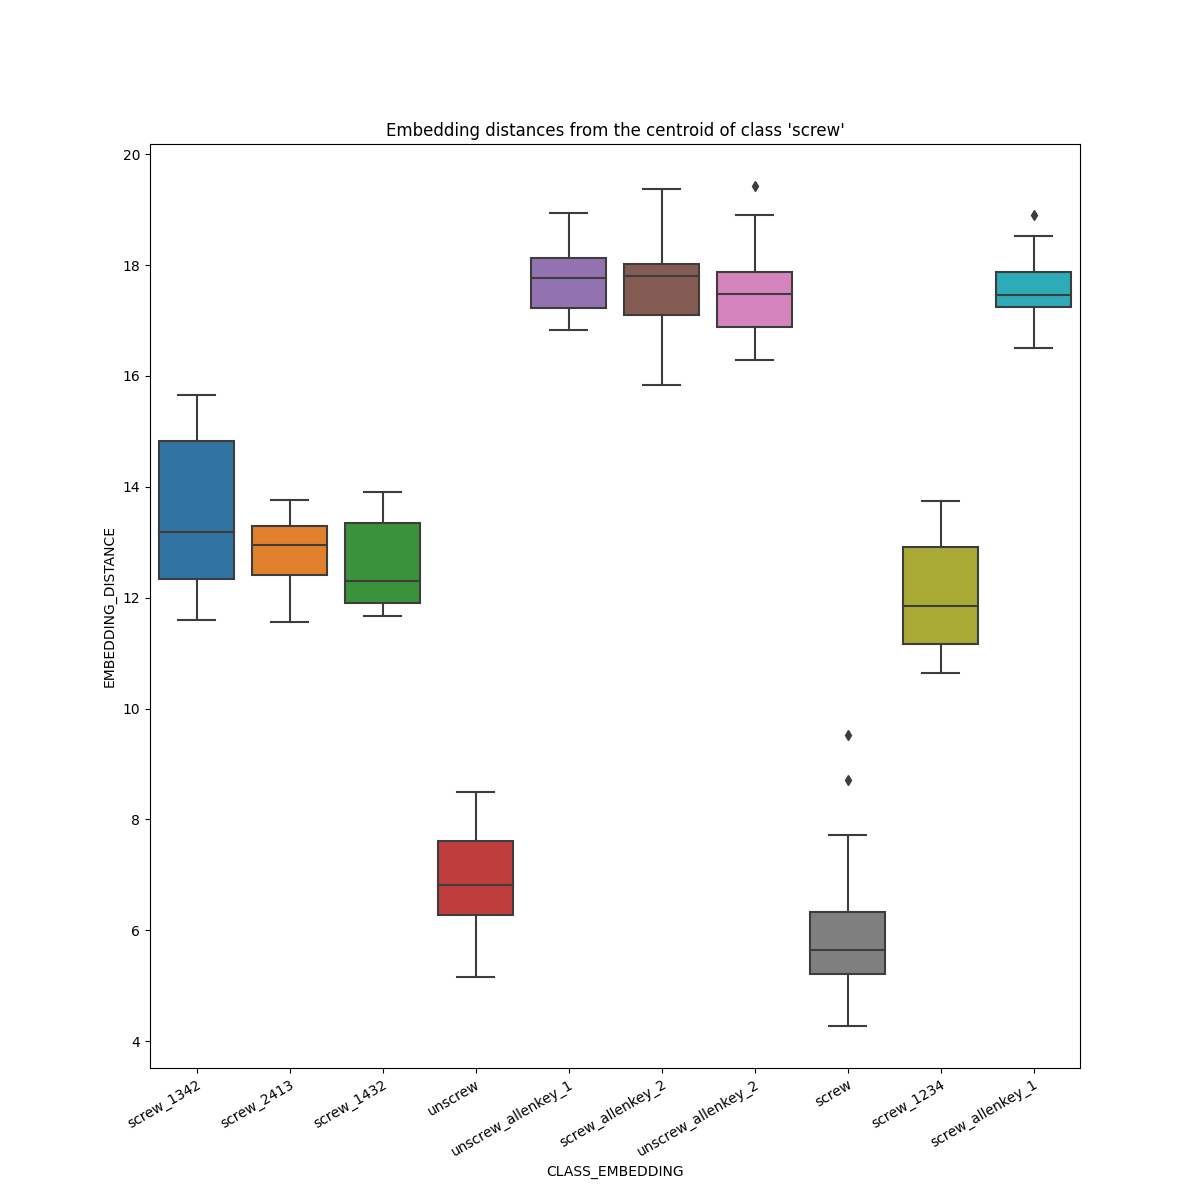 Embedding distances from the centroid of class 'screw'
20
18
16
14
12
10
8
6
4
EMBEDDING_DISTANCE
screw_1342
screw_2413
screw_1432
unscrew
unscrew_allenkey_1
screw_allenkey_2
unscrew_allenkey_2
screw
screw_1234
screw_allenkey_1
CLASS_EMBEDDING